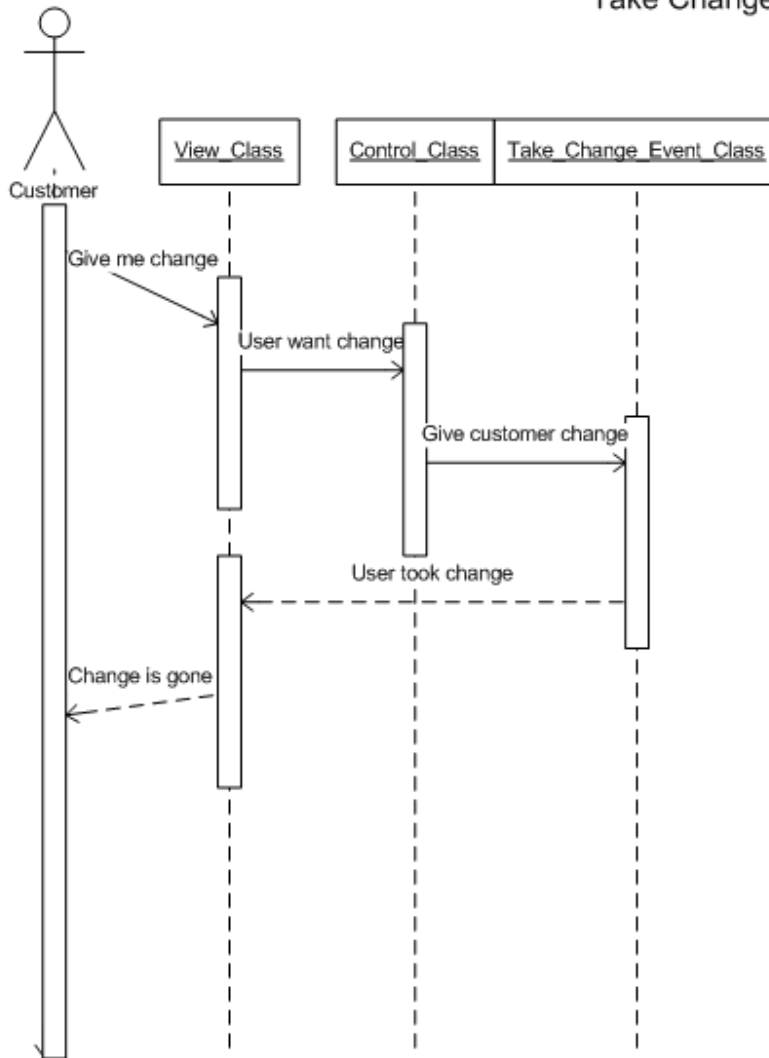 Take Change
View_Class
Control_Class
Take_Change_Event_Class
Customer
Give me change
User want change
Give customer change
User took change
Change is gone